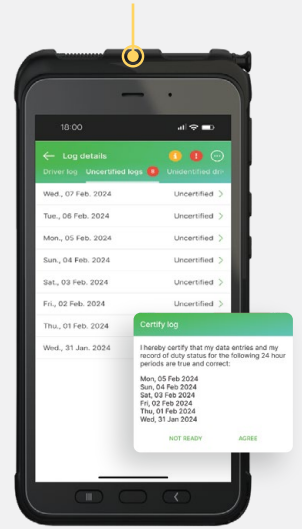 18:00
Log details
Driver log Uncertified logs 8 Unidentified dri
Wed., 07 Feb. 2024 Uncertified
Tue., 06 Feb. 2024 Uncertified
Mon., 05 Feb. 2024 Uncertified
Sun., 04 Feb. 2024 Uncertified
Sat., 03 Feb. 2024 Uncertified
Fri., 02 Feb. 2024 Uncertified
Thu., 01 Feb. 2024
Wed., 31 Jan. 2024
Certify log
I hereby certify that my data entries and my
record of duty status for the following 24 hour
periods are true and correct:
Mon, 05 Feb 2024
Sun, 04 Feb 2024
Sat, 03 Feb 2024
Fri, 02 Feb 2024
Thu, 01 Feb 2024
Wed, 31 Jan 2024
NOT READY AGREE